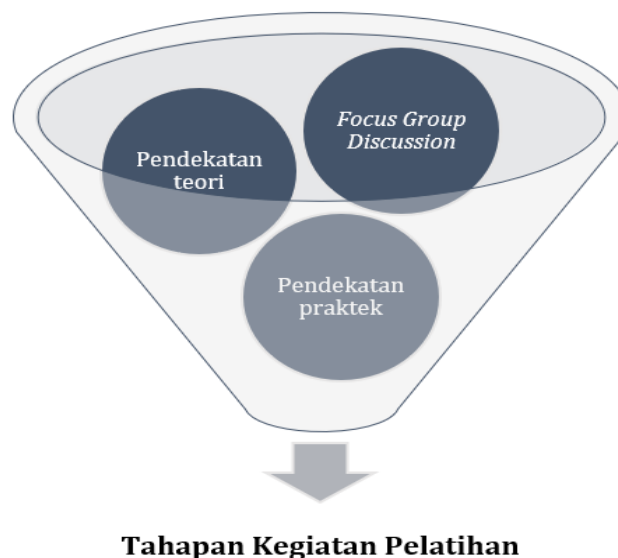 Focus Group
Discussion
Pendekatan
teori
Pendekatan
praktek
Tahapan Kegiatan Pelatihan